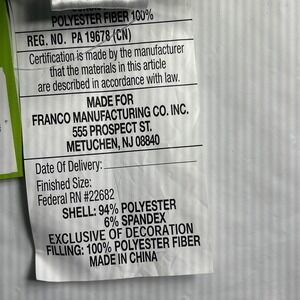 POLYESTER FIBER 100%
REG. NO. PA 19678 (CN)
Certification is made by the manufacturer
that the materials in this article
are described in accordance with law.
MADE FOR
FRANCO MANUFACTURING CO. INC.
555 PROSPECT ST.
METUCHEN, NJ 08840
Date Of Delivery:
Finished Size:
Federal RN #22682
SHELL: 94% POLYESTER
6% SPANDEX
EXCLUSIVE OF DECORATION
FILLING: 100% POLYESTER FIBER
MADE IN CHINA